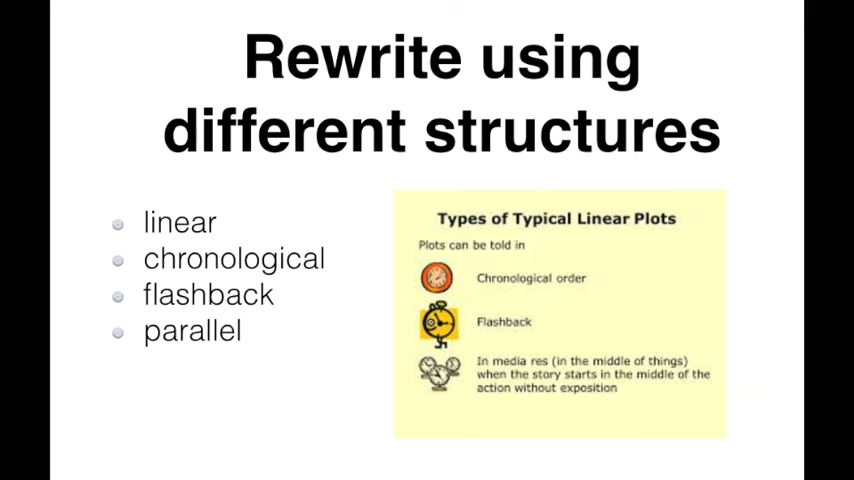 Rewrite using
different structures
linear
chronological
flashback
parallel
Types of Typical Linear Plots
Plots can be told in
Chronological order
Flashback
In media res (in the middle of things)
when the story starts in the middle of the
action without exposition